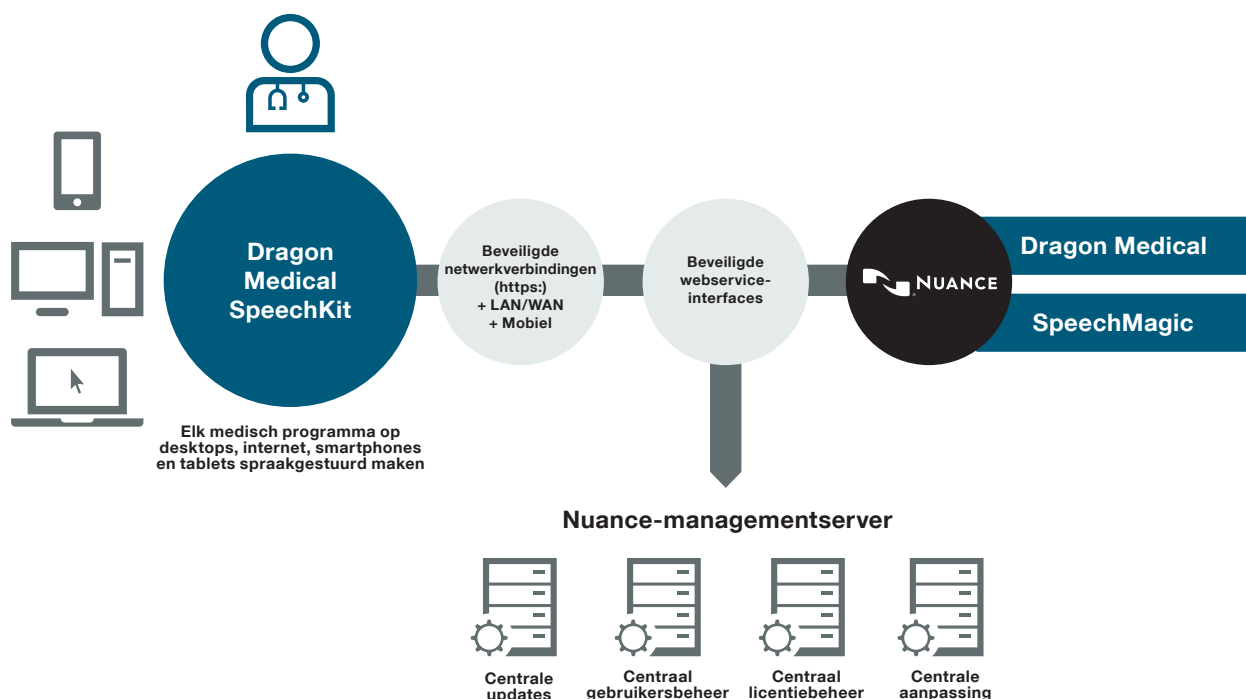 Dragon
Medical
SpeechKit
Elk medisch programma op
desktops, internet, smartphones
en tablets spraakgestuurd maken
Beveiligde
netwerkverbindingen
(https:)
+ LAN/WAN
+ Mobiel
Beveiligde
webservice-
interfaces
NUANCE
Dragon Medical
SpeechMagic
Nuance-managementserver
Centrale
updates
Centraal
gebruikersbeheer
Centraal
licentiebeheer
Centrale
aanpassing